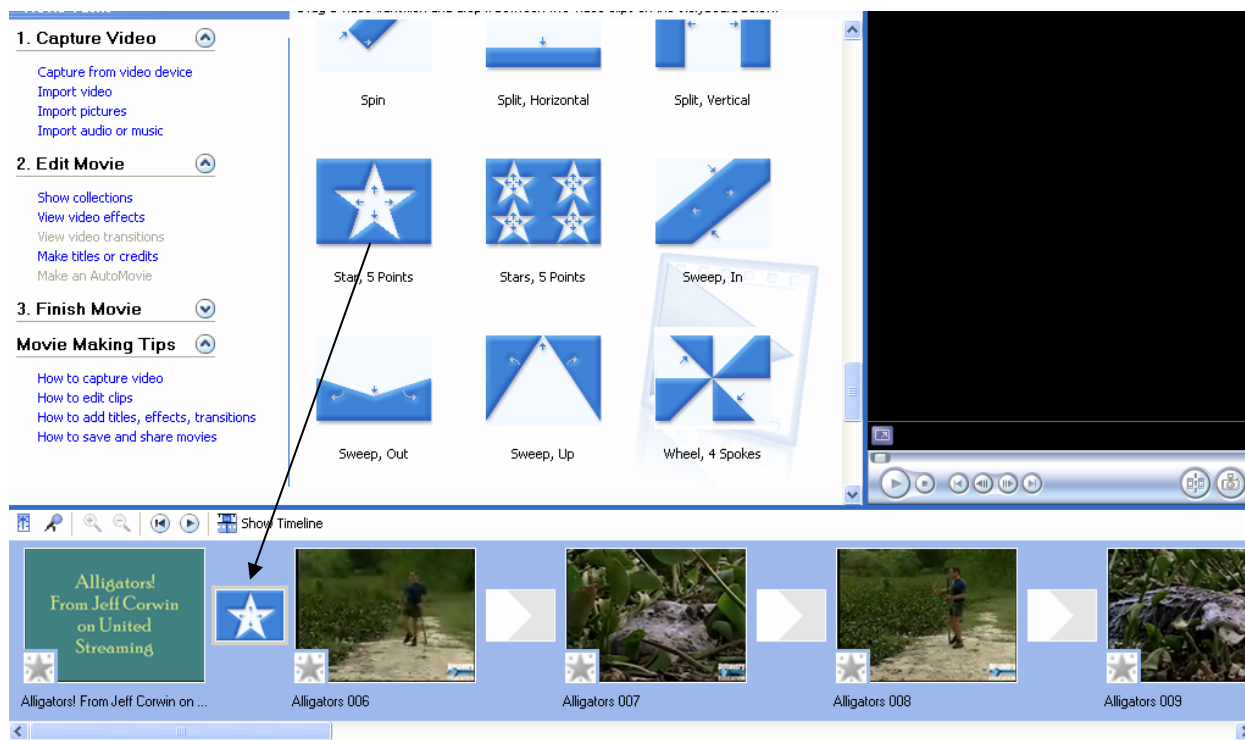 1. Capture Video
Capture from video device
Import video
Import pictures
Import audio or music
2. Edit Movie
Show collections
View video effects
View video transitions
Make titles or credits
Make an AutoMovie
3. Finish Movie
Movie Making Tips
How to capture video
How to edit clips
How to add titles, effects, transitions
How to save and share movies
Spin
Split, Horizontal
Split, Vertical
Star, 5 Points
Stars, 5 Points
Sweep, In
Sweep, Out
Sweep, Up
Wheel, 4 Spokes
Show Timeline
Alligators!
From Jeff Corwin
on United
Streaming
Alligators! From Jeff Corwin on ...
Alligators 006
Alligators 007
Alligators 008
Alligators 009